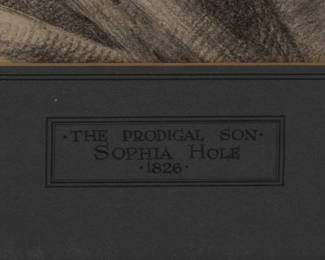 ·THE PRODIGAL SON·
SOPHIA HOLE
·1826·